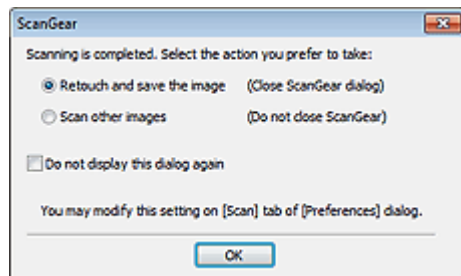 ScanGear
Scanning is completed. Select the action you prefer to take:
Retouch and save the image (Close ScanGear dialog)
Scan other images (Do not close ScanGear)
Do not display this dialog again
You may modify this setting on [Scan] tab of [Preferences] dialog.
OK